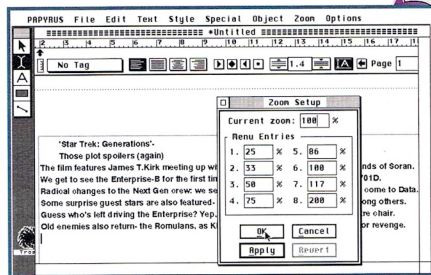 PAPYRUS File Edit Text Style Special Object Zoom Options
*Untitled
2 3 4 5 6 7 8 9 10 11 12 13 14 15 16 17
No Tag 1.4 A Page 1
Zoom Setup
Current zoom: 100 %
Menu Entries
1. 25 % 5. 86 %
2. 33 % 6. 100 %
3. 50 % 7. 117 %
4. 75 % 8. 200 %
OK Cancel
Apply Revert
'Star Trek: Generations'-
Those plot spoilers (again)
The film features James T.Kirk meeting up wi nds of Soran.
We get to see the Enterprise-B for the first tim '01D.
Radical changes to the Next Gen crew: we se come to Data.
Some surprise guest stars are also featured- ong others.
Guess who's left driving the Enterprise? Yep. re chair.
Old enemies also return- the Romulans, as Kl or revenge.